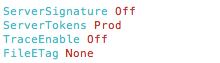 ServerSignature Off
ServerTokens Prod
TraceEnable Off
FileETag None